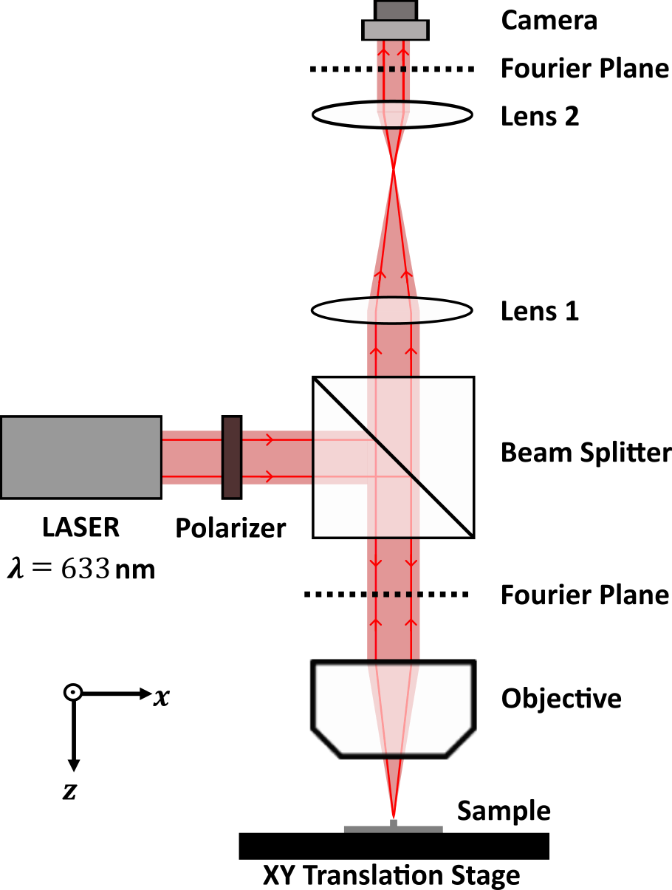 Camera
Fourier Plane
Lens 2
Lens 1
Beam Splitter
LASER
Polarizer
λ = 633 nm
Fourier Plane
x
Objective
z
Sample
XY Translation Stage